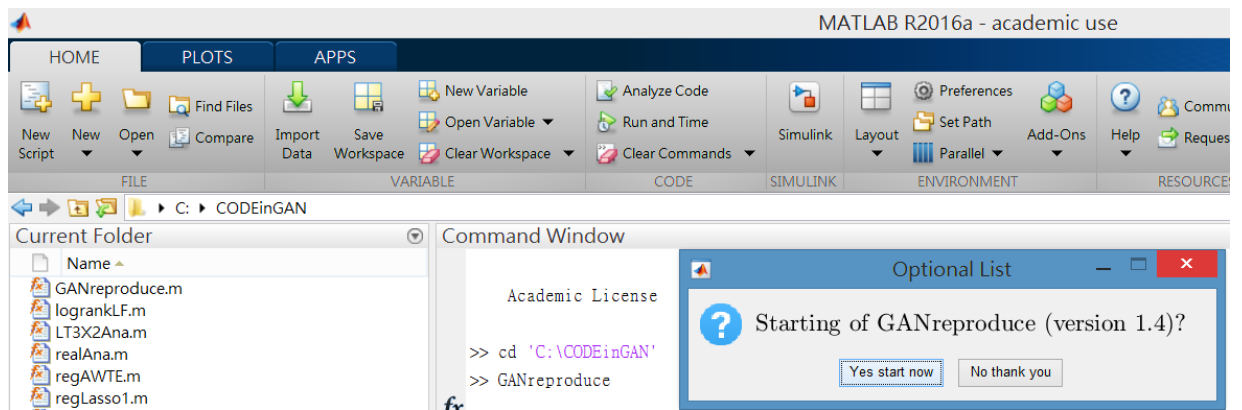 MATLAB R2016a - academic use
HOME PLOTS APPS
New Script
New
Open
Find Files
Compare
FILE
Import Data
Save Workspace
New Variable
Open Variable
Clear Workspace
VARIABLE
Analyze Code
Run and Time
Clear Commands
CODE
Simulink
SIMULINK
Layout
Preferences
Set Path
Parallel
Add-Ons
ENVIRONMENT
Help
Commu
Reques
RESOURCES
C: CODEinGAN
Current Folder
Name
GANreproduce.m
logrankLF.m
LT3X2Ana.m
realAna.m
regAWTE.m
regLasso1.m
Command Window
Academic License
>> cd 'C:\CODEinGAN'
>> GANreproduce
fx
Optional List
Starting of GANreproduce (version 1.4)?
Yes start now
No thank you